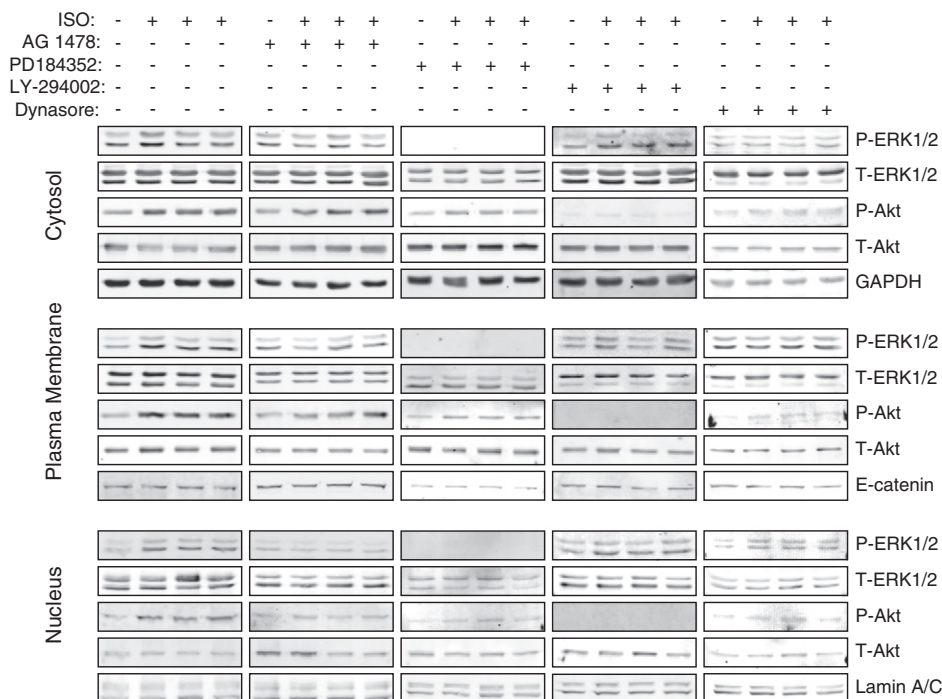 ISO: - + + + - + + + - + + + - + + + - + + +
AG 1478: - - - - + + + + - - - - - - - - - - - -
PD184352: - - - - - - - - + + + + - - - - - - - -
LY-294002: - - - - - - - - - - - - + + + + - - - -
Dynasore: - - - - - - - - - - - - - - - - + + + +
Cytosol
P-ERK1/2
T-ERK1/2
P-Akt
T-Akt
GAPDH
Plasma Membrane
P-ERK1/2
T-ERK1/2
P-Akt
T-Akt
E-catenin
Nucleus
P-ERK1/2
T-ERK1/2
P-Akt
T-Akt
Lamin A/C